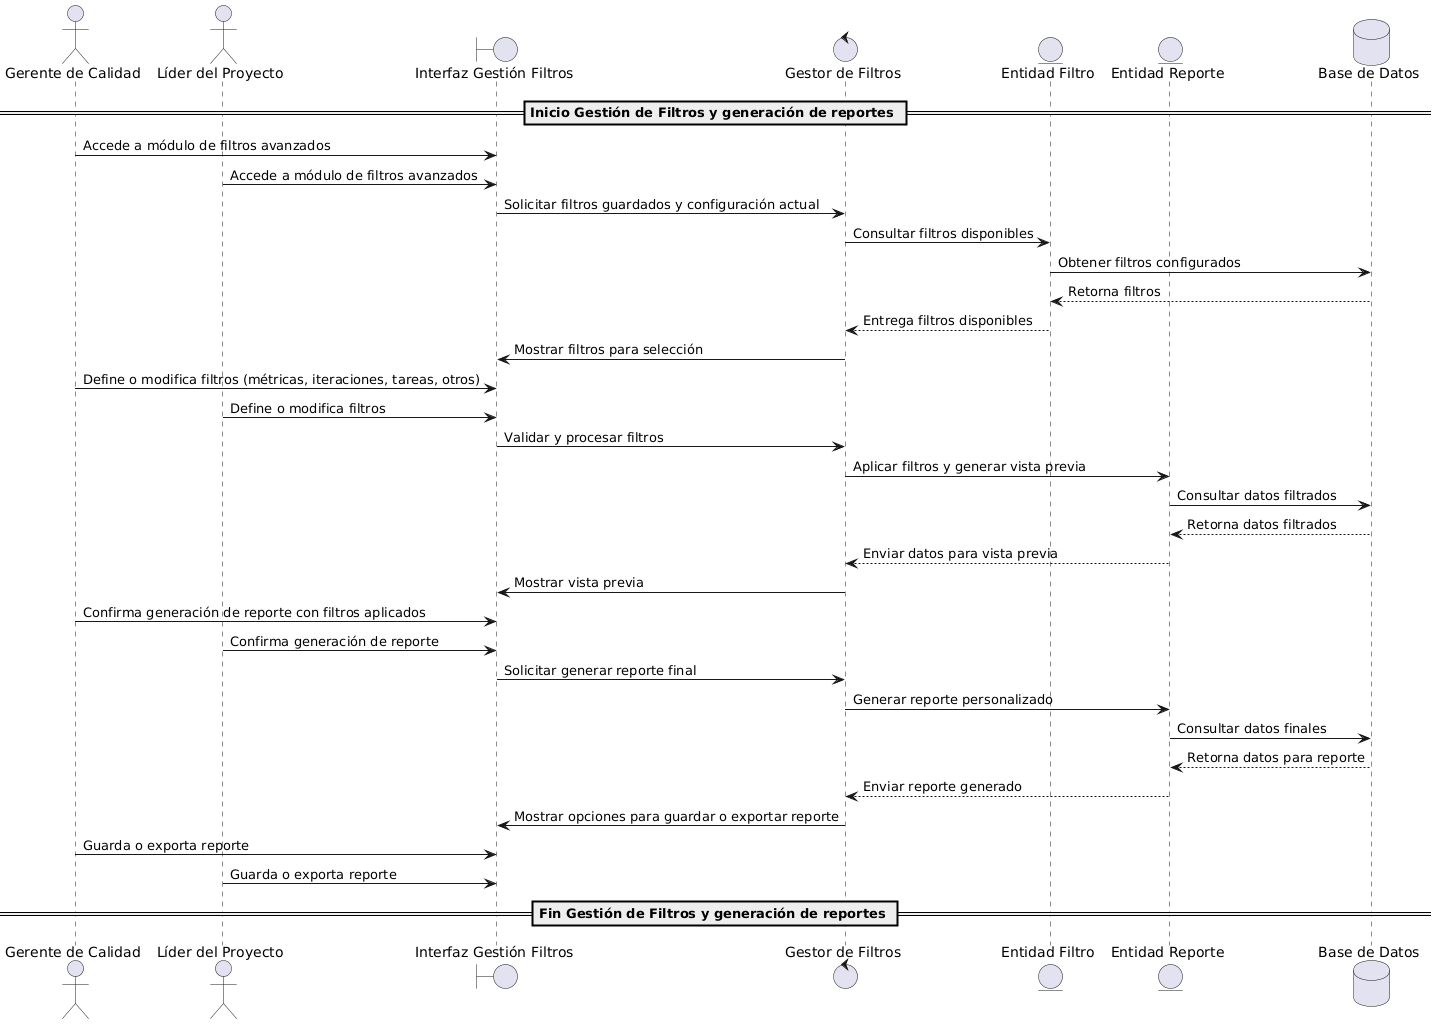 Gerente de Calidad
Líder del Proyecto
Interfaz Gestión Filtros
Gestor de Filtros
Entidad Filtro
Entidad Reporte
Base de Datos
Inicio Gestión de Filtros y generación de reportes
Accede a módulo de filtros avanzados
Accede a módulo de filtros avanzados
Solicitar filtros guardados y configuración actual
Consultar filtros disponibles
Obtener filtros configurados
Retorna filtros
Entrega filtros disponibles
Mostrar filtros para selección
Define o modifica filtros (métricas, iteraciones, tareas, otros)
Define o modifica filtros
Validar y procesar filtros
Aplicar filtros y generar vista previa
Consultar datos filtrados
Retorna datos filtrados
Enviar datos para vista previa
Mostrar vista previa
Confirma generación de reporte con filtros aplicados
Confirma generación de reporte
Solicitar generar reporte final
Generar reporte personalizado
Consultar datos finales
Retorna datos para reporte
Enviar reporte generado
Mostrar opciones para guardar o exportar reporte
Guarda o exporta reporte
Guarda o exporta reporte
Fin Gestión de Filtros y generación de reportes
Gerente de Calidad
Líder del Proyecto
Interfaz Gestión Filtros
Gestor de Filtros
Entidad Filtro
Entidad Reporte
Base de Datos